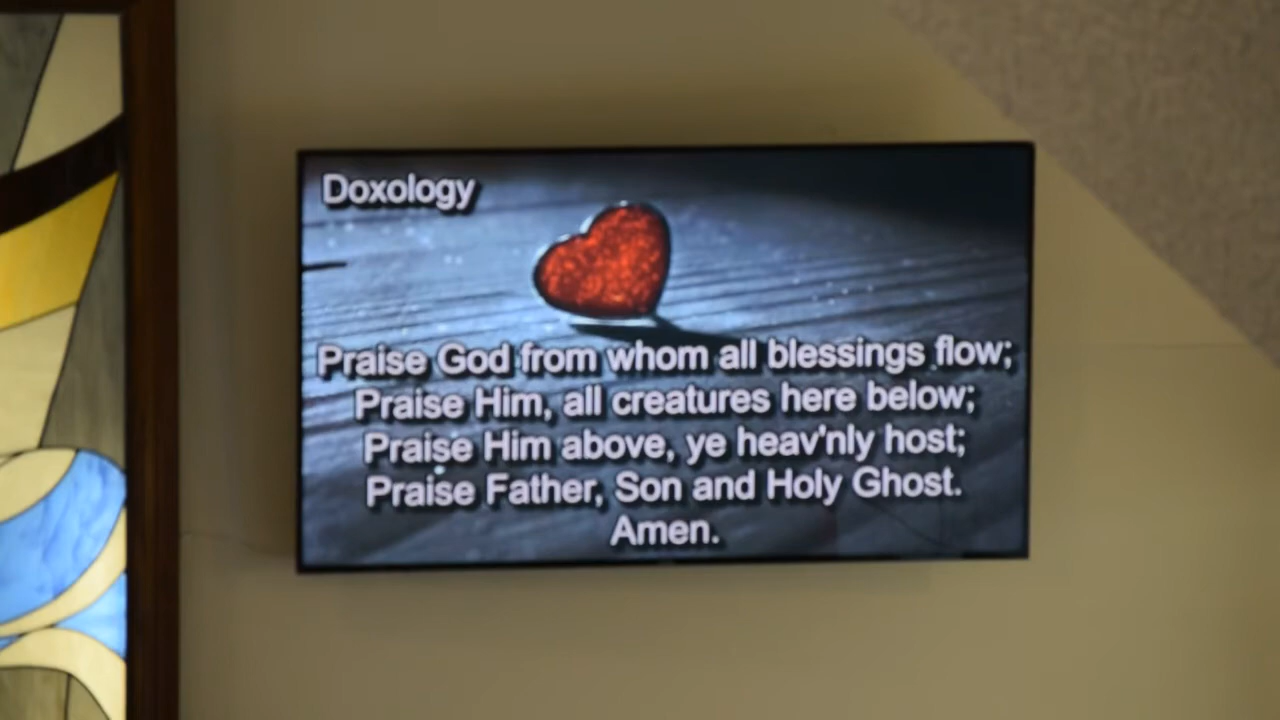 Doxology
Praise God from whom all blessings flow;
Praise Him, all creatures here below;
Praise Him above, ye heav'nly host;
Praise Father, Son and Holy Ghost.
Amen.